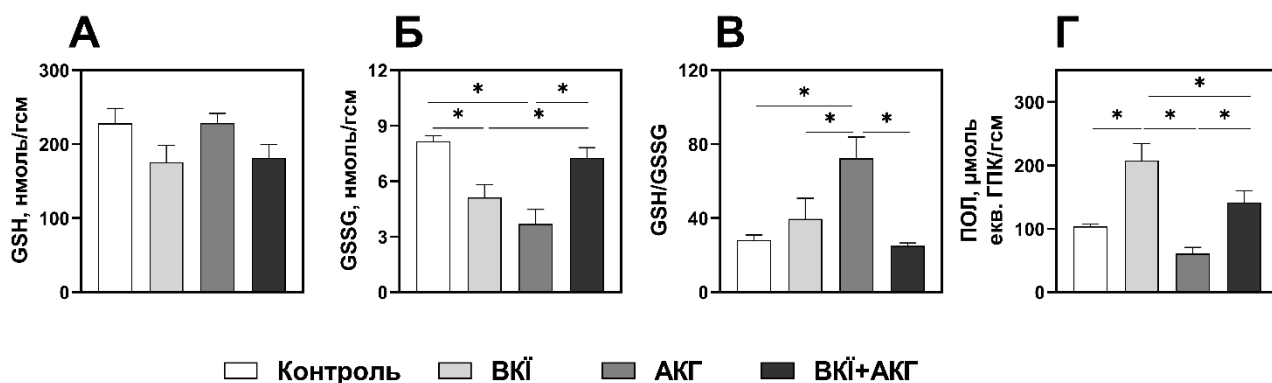 А
Б
В
Г
GSH, нмоль/гсм
300
200
100
0
GSSG, нмоль/гсм
12
9
6
3
0
* * * *
GSH/GSSG
120
80
40
0
* * *
ПОЛ, µмоль
екв. ГПК/гсм
300
200
100
0
* * * *
Контроль ВКЇ АКГ ВКЇ+АКГ